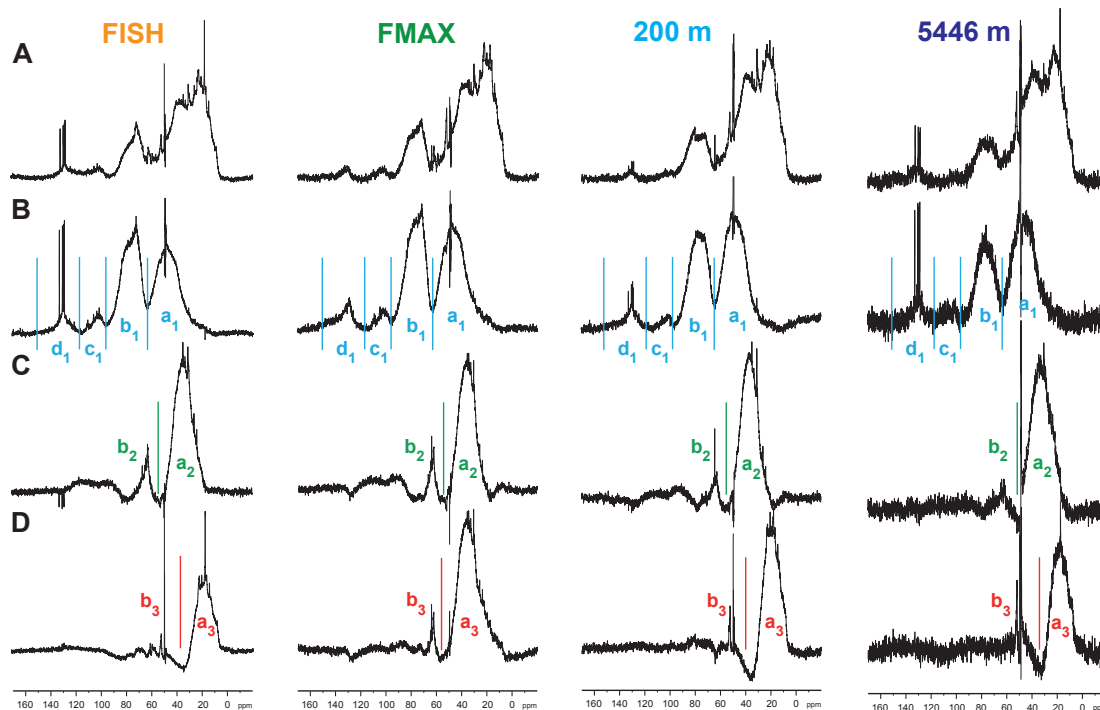 FISH FMAX 200 m 5446 m
A
B
d1 c1 b1 a1 d1 c1 b1 a1 d1 c1 b1 a1 d1 c1 b1 a1
C
b2 a2 b2 a2 b2 a2 b2 a2
D
b3 a3 b3 a3 b3 a3 b3 a3
160 140 120 100 80 60 40 20 0 ppm 160 140 120 100 80 60 40 20 0 ppm 160 140 120 100 80 60 40 20 0 ppm 160 140 120 100 80 60 40 20 0 ppm